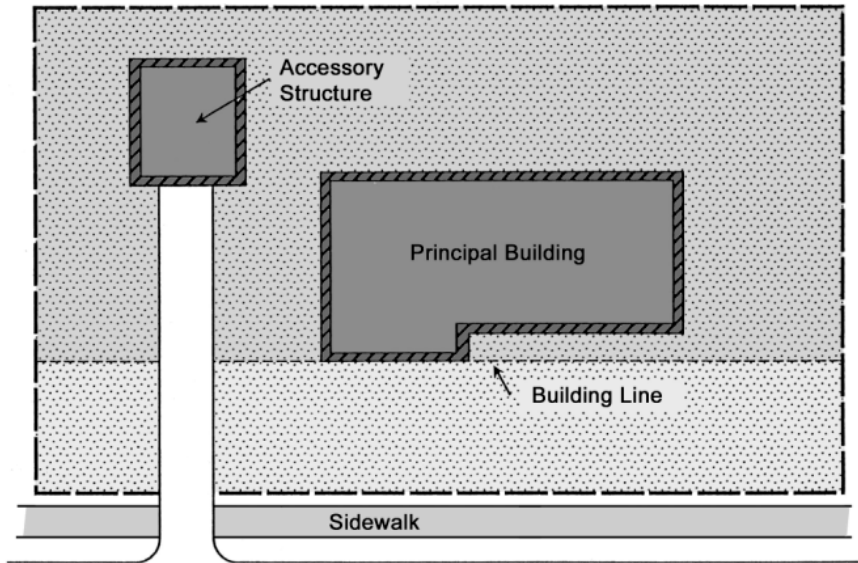 Accessory
Structure
Principal Building
Building Line
Sidewalk